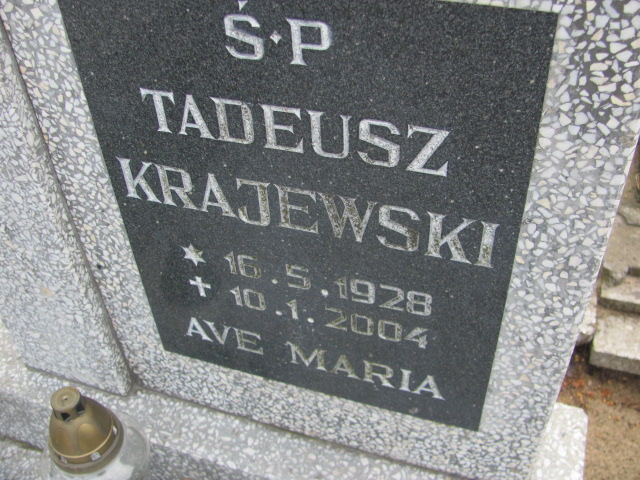 Ś·P
TADEUSZ
KRAJEWSKI
* 16.5.1928
✝ 10.1.2004
AVE MARIA